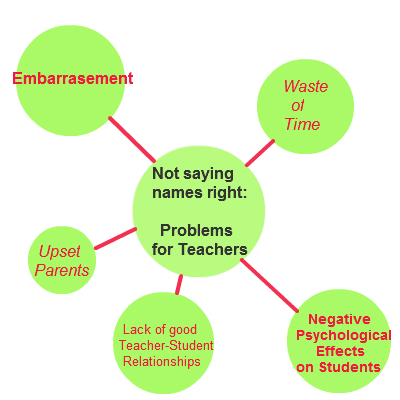 Embarrasement
Waste
of
Time
Not saying
names right:
Problems
for Teachers
Upset
Parents
Lack of good
Teacher-Student
Relationships
Negative
Psychological
Effects
on Students